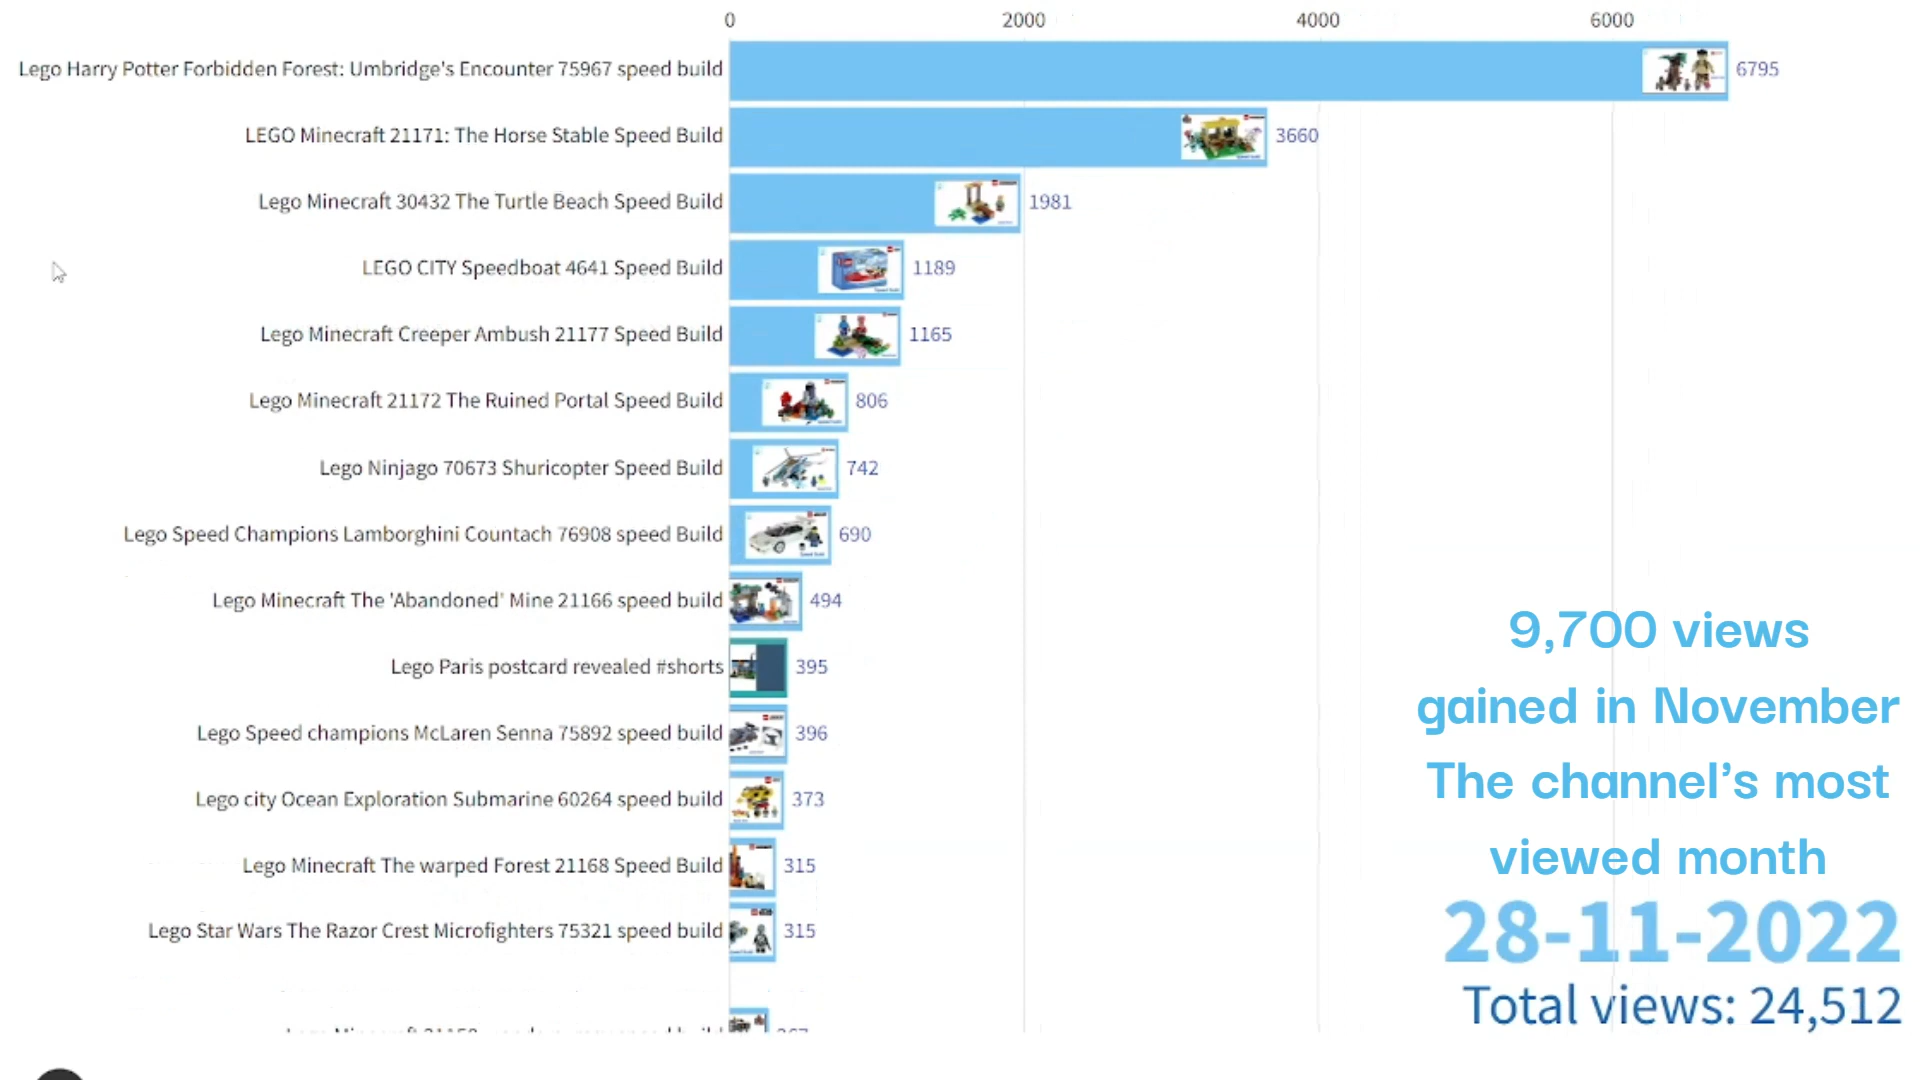 0 2000 4000 6000
Lego Harry Potter Forbidden Forest: Umbridge's Encounter 75967 speed build 6795
LEGO Minecraft 21171: The Horse Stable Speed Build 3660
Lego Minecraft 30432 The Turtle Beach Speed Build 1981
LEGO CITY Speedboat 4641 Speed Build 1189
Lego Minecraft Creeper Ambush 21177 Speed Build 1165
Lego Minecraft 21172 The Ruined Portal Speed Build 806
Lego Ninjago 70673 Shuricopter Speed Build 742
Lego Speed Champions Lamborghini Countach 76908 speed Build 690
Lego Minecraft The 'Abandoned' Mine 21166 speed build 494
Lego Paris postcard revealed #shorts 395
Lego Speed champions McLaren Senna 75892 speed build 396
Lego city Ocean Exploration Submarine 60264 speed build 373
Lego Minecraft The warped Forest 21168 Speed Build 315
Lego Star Wars The Razor Crest Microfighters 75321 speed build 315
9,700 views
gained in November
The channel's most
viewed month
28-11-2022
Total views: 24,512